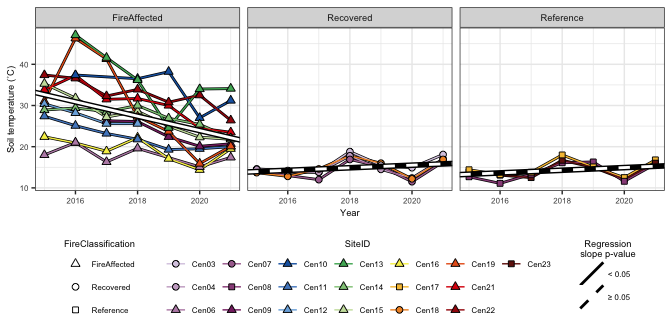 FireAffected Recovered Reference
Soil temperature (˚C)
40
30
20
10
2016 2018 2020 2016 2018 2020 2016 2018 2020
Year
FireClassification
FireAffected
Recovered
Reference
SiteID
Cen03 Cen07 Cen10 Cen13 Cen16 Cen19 Cen23
Cen04 Cen08 Cen11 Cen14 Cen17 Cen21
Cen06 Cen09 Cen12 Cen15 Cen18 Cen22
Regression
slope p-value
< 0.05
≥ 0.05